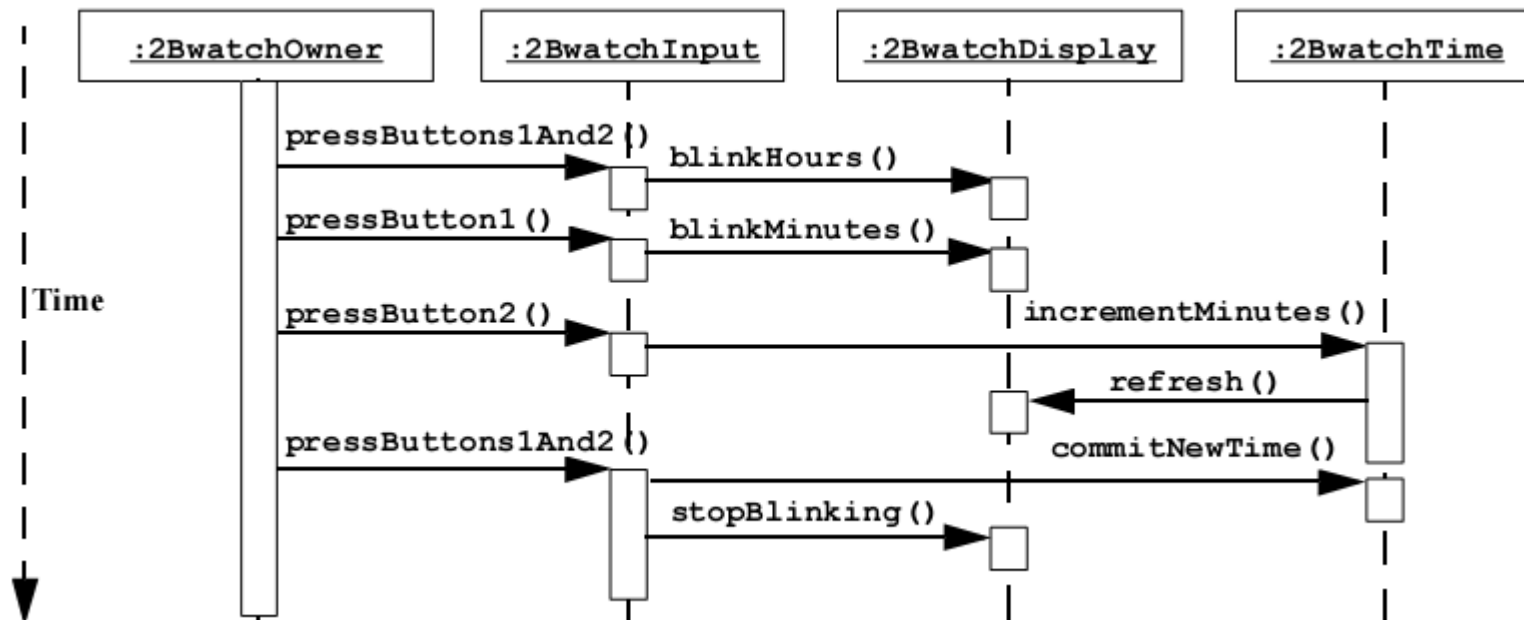 :2BwatchOwner
:2BwatchInput
:2BwatchDisplay
:2BwatchTime
pressButtons1And2()
blinkHours()
pressButton1()
blinkMinutes()
Time
pressButton2()
incrementMinutes()
refresh()
pressButtons1And2()
commitNewTime()
stopBlinking()